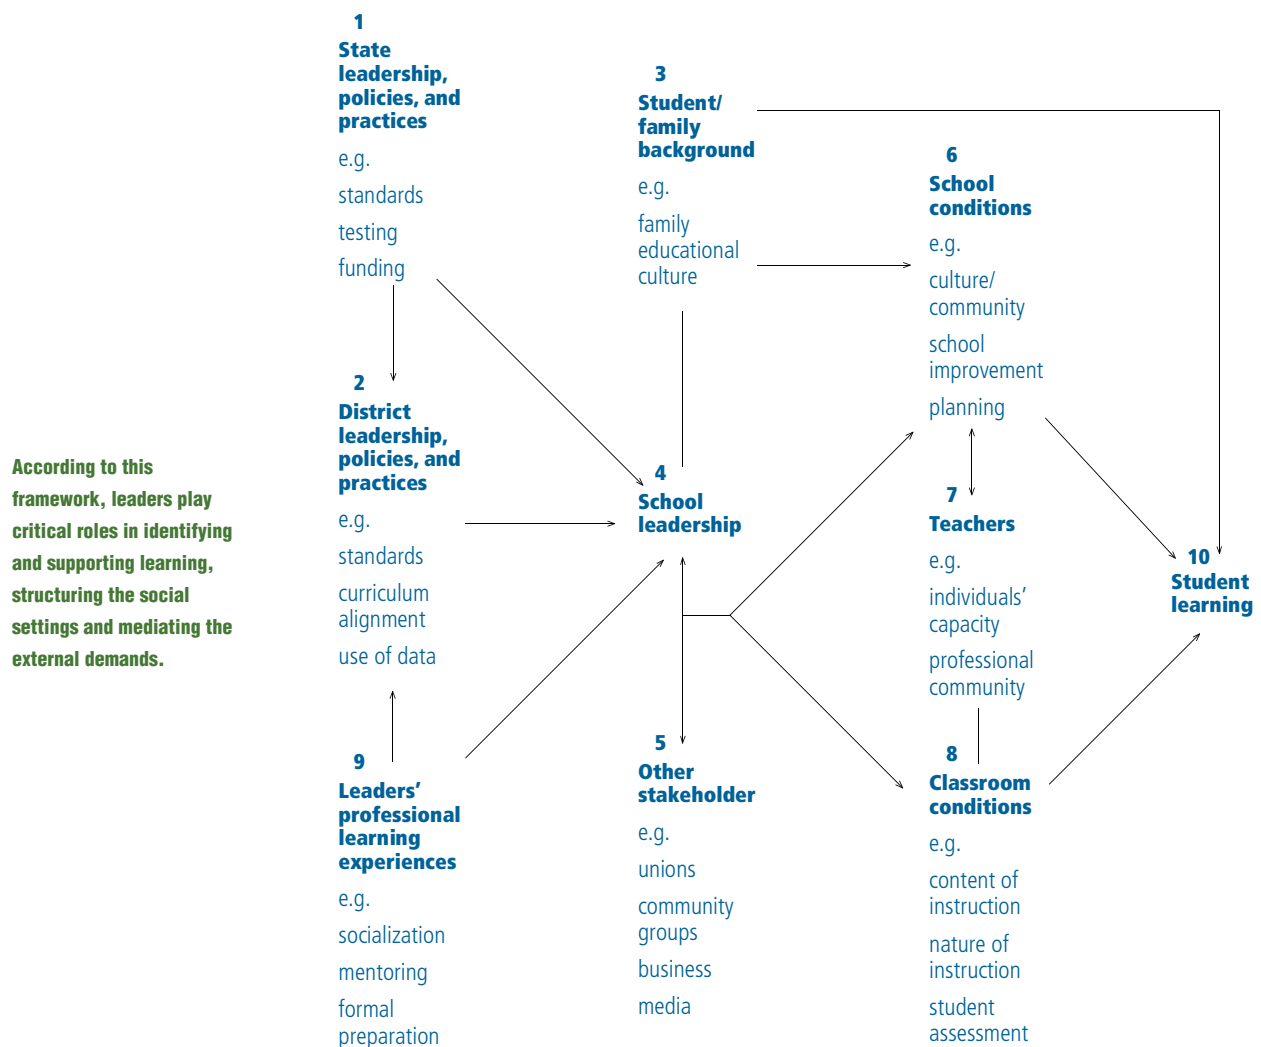 According to this
framework, leaders play
critical roles in identifying
and supporting learning,
structuring the social
settings and mediating the
external demands.
1
State
leadership,
policies, and
practices
e.g.
standards
testing
funding
2
District
leadership,
policies, and
practices
e.g.
standards
curriculum
alignment
use of data
9
Leaders’
professional
learning
experiences
e.g.
socialization
mentoring
formal
preparation
3
Student/
family
background
e.g.
family
educational
culture
4
School
leadership
5
Other
stakeholder
e.g.
unions
community
groups
business
media
6
School
conditions
e.g.
culture/
community
school
improvement
planning
7
Teachers
e.g.
individuals’
capacity
professional
community
8
Classroom
conditions
e.g.
content of
instruction
nature of
instruction
student
assessment
10
Student
learning